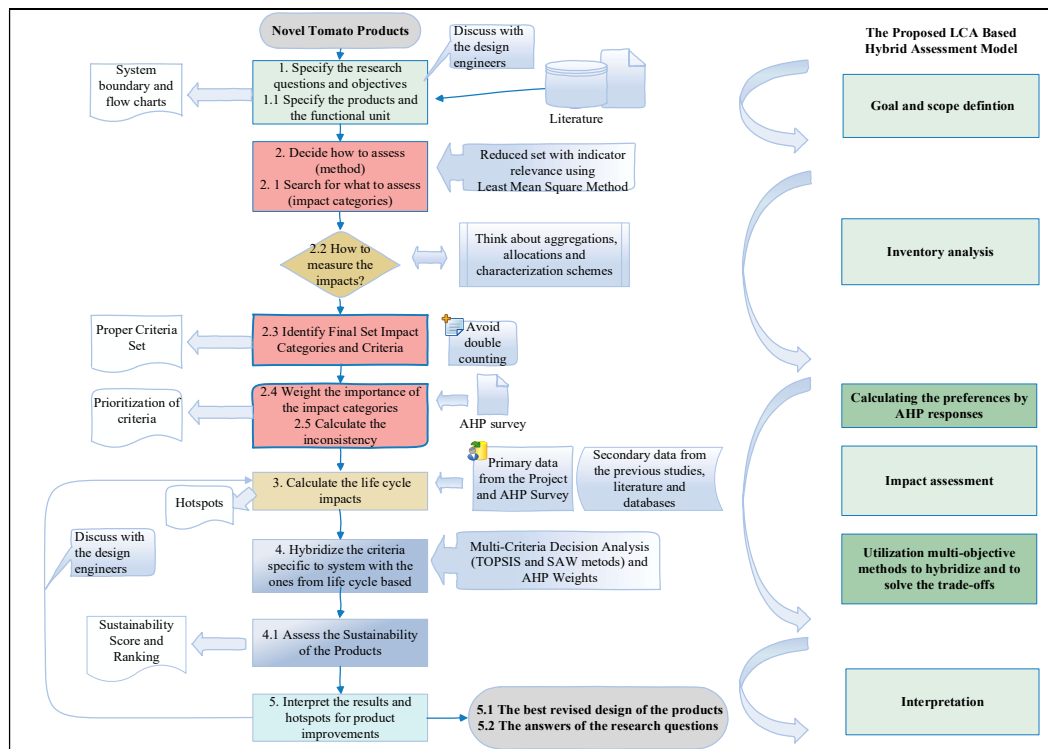 Novel Tomato Products
Discuss with
the design
engineers
System
boundary and
flow charts
1. Specify the research
questions and objectives
1.1 Specify the products and
the functional unit
Literature
2. Decide how to assess
(method)
2. 1 Search for what to assess
(impact categories)
Reduced set with indicator
relevance using
Least Mean Square Method
2.2 How to
measure the
impacts?
Think about aggregations,
allocations and
characterization schemes
Proper Criteria
Set
2.3 Identify Final Set Impact
Categories and Criteria
Avoid
double
counting
Prioritization of
criteria
2.4 Weight the importance of
the impact categories
2.5 Calculate the
inconsistency
AHP survey
3. Calculate the life cycle
impacts
Hotspots
Primary data
from the Project
and AHP Survey
Secondary data from
the previous studies,
literature and
databases
Discuss with
the design
engineers
4. Hybridize the criteria
specific to system with the
ones from life cycle based
Multi-Criteria Decision Analysis
(TOPSIS and SAW metods) and
AHP Weights
Sustainability
Score and
Ranking
4.1 Assess the Sustainability
of the Products
5. Interpret the results and
hotspots for product
improvements
5.1 The best revised design of the products
5.2 The answers of the research questions
The Proposed LCA Based
Hybrid Assessment Model
Goal and scope defintion
Inventory analysis
Calculating the preferences by
AHP responses
Impact assessment
Utilization multi-objective
methods to hybridize and to
solve the trade-offs
Interpretation